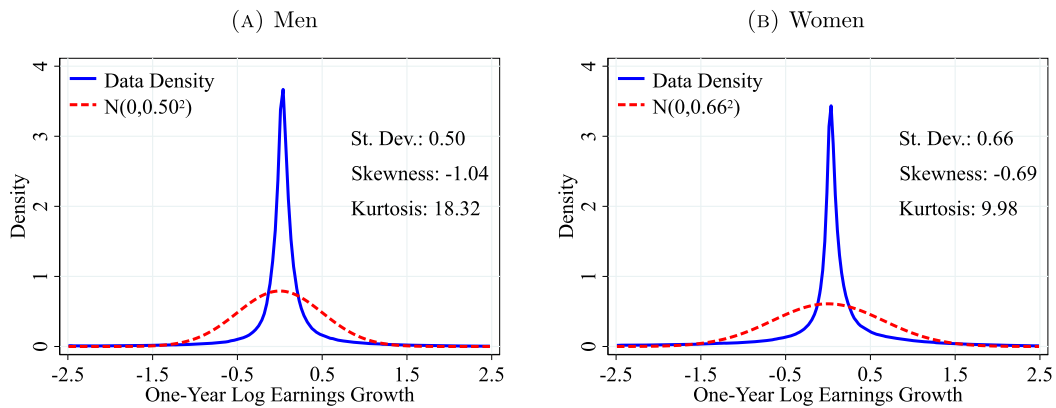 (A) Men
4
3
2
1
0
Density
Data Density
N(0,0.50²)
St. Dev.: 0.50
Skewness: -1.04
Kurtosis: 18.32
-2.5 -1.5 -0.5 0.5 1.5 2.5
One-Year Log Earnings Growth
(B) Women
4
3
2
1
0
Density
Data Density
N(0,0.66²)
St. Dev.: 0.66
Skewness: -0.69
Kurtosis: 9.98
-2.5 -1.5 -0.5 0.5 1.5 2.5
One-Year Log Earnings Growth